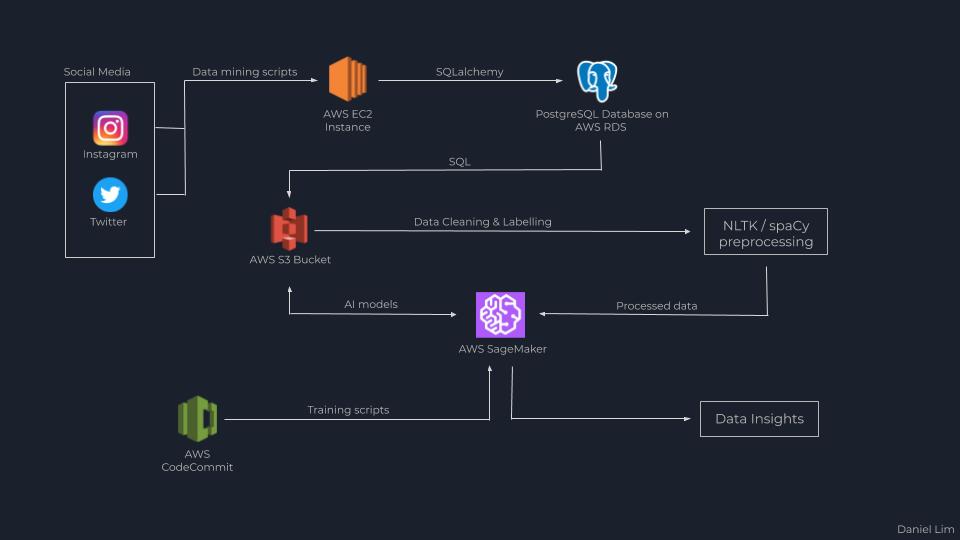 Social Media
Data mining scripts
SQLalchemy
AWS EC2
Instance
PostgreSQL Database on
AWS RDS
Instagram
Twitter
SQL
Data Cleaning & Labelling
NLTK / spaCy
preprocessing
AWS S3 Bucket
AI models
Processed data
AWS SageMaker
Training scripts
Data Insights
AWS
CodeCommit
Daniel Lim